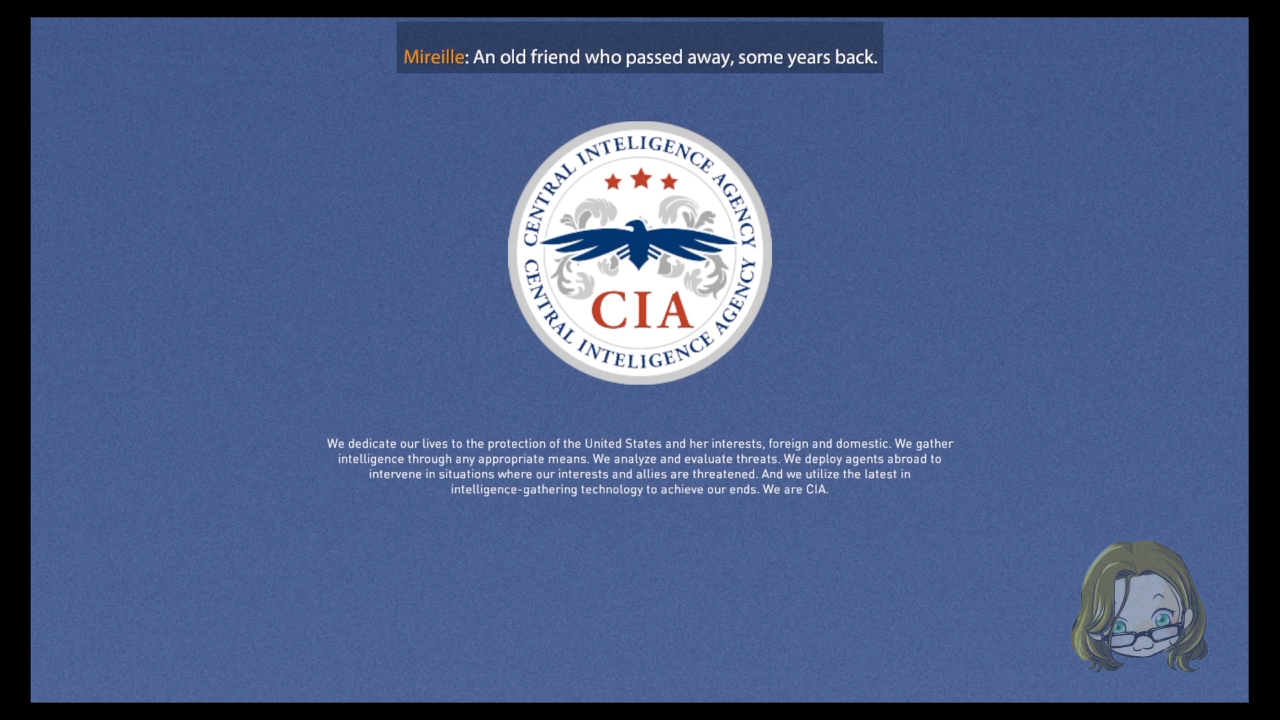 Mireille: An old friend who passed away, some years back.
CENTRAL INTELIGENCE AGENCY
CIA
CENTRAL INTELIGENCE AGENCY
We dedicate our lives to the protection of the United States and her interests, foreign and domestic. We gather
intelligence through any appropriate means. We analyze and evaluate threats. We deploy agents abroad to
intervene in situations where our interests and allies are threatened. And we utilize the latest in
intelligence-gathering technology to achieve our ends. We are CIA.